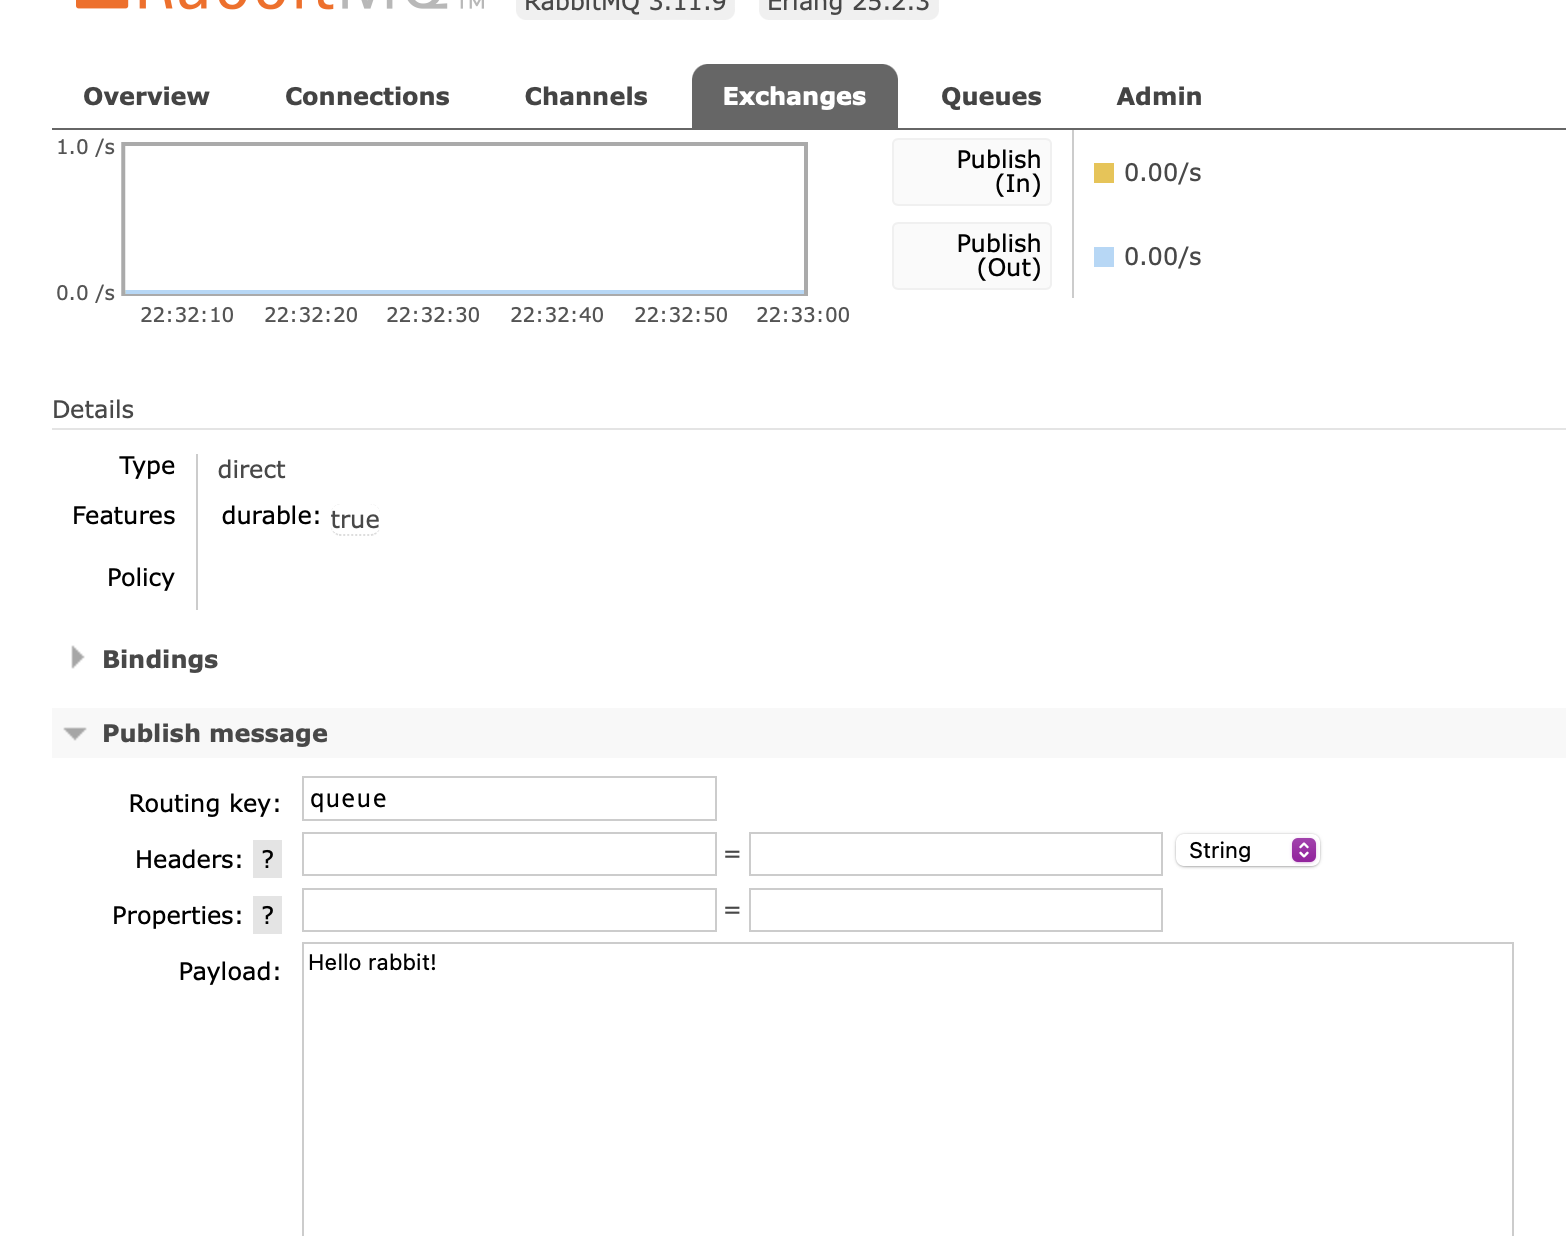 RabbitMQ TM RabbitMQ 3.11.9 Erlang 25.2.3
Overview Connections Channels Exchanges Queues Admin
1.0 /s
0.0 /s
22:32:10 22:32:20 22:32:30 22:32:40 22:32:50 22:33:00
Publish
(In)
0.00/s
Publish
(Out)
0.00/s
Details
Type direct
Features durable: true
Policy
Bindings
Publish message
Routing key: queue
Headers: ? = String
Properties: ? =
Payload: Hello rabbit!